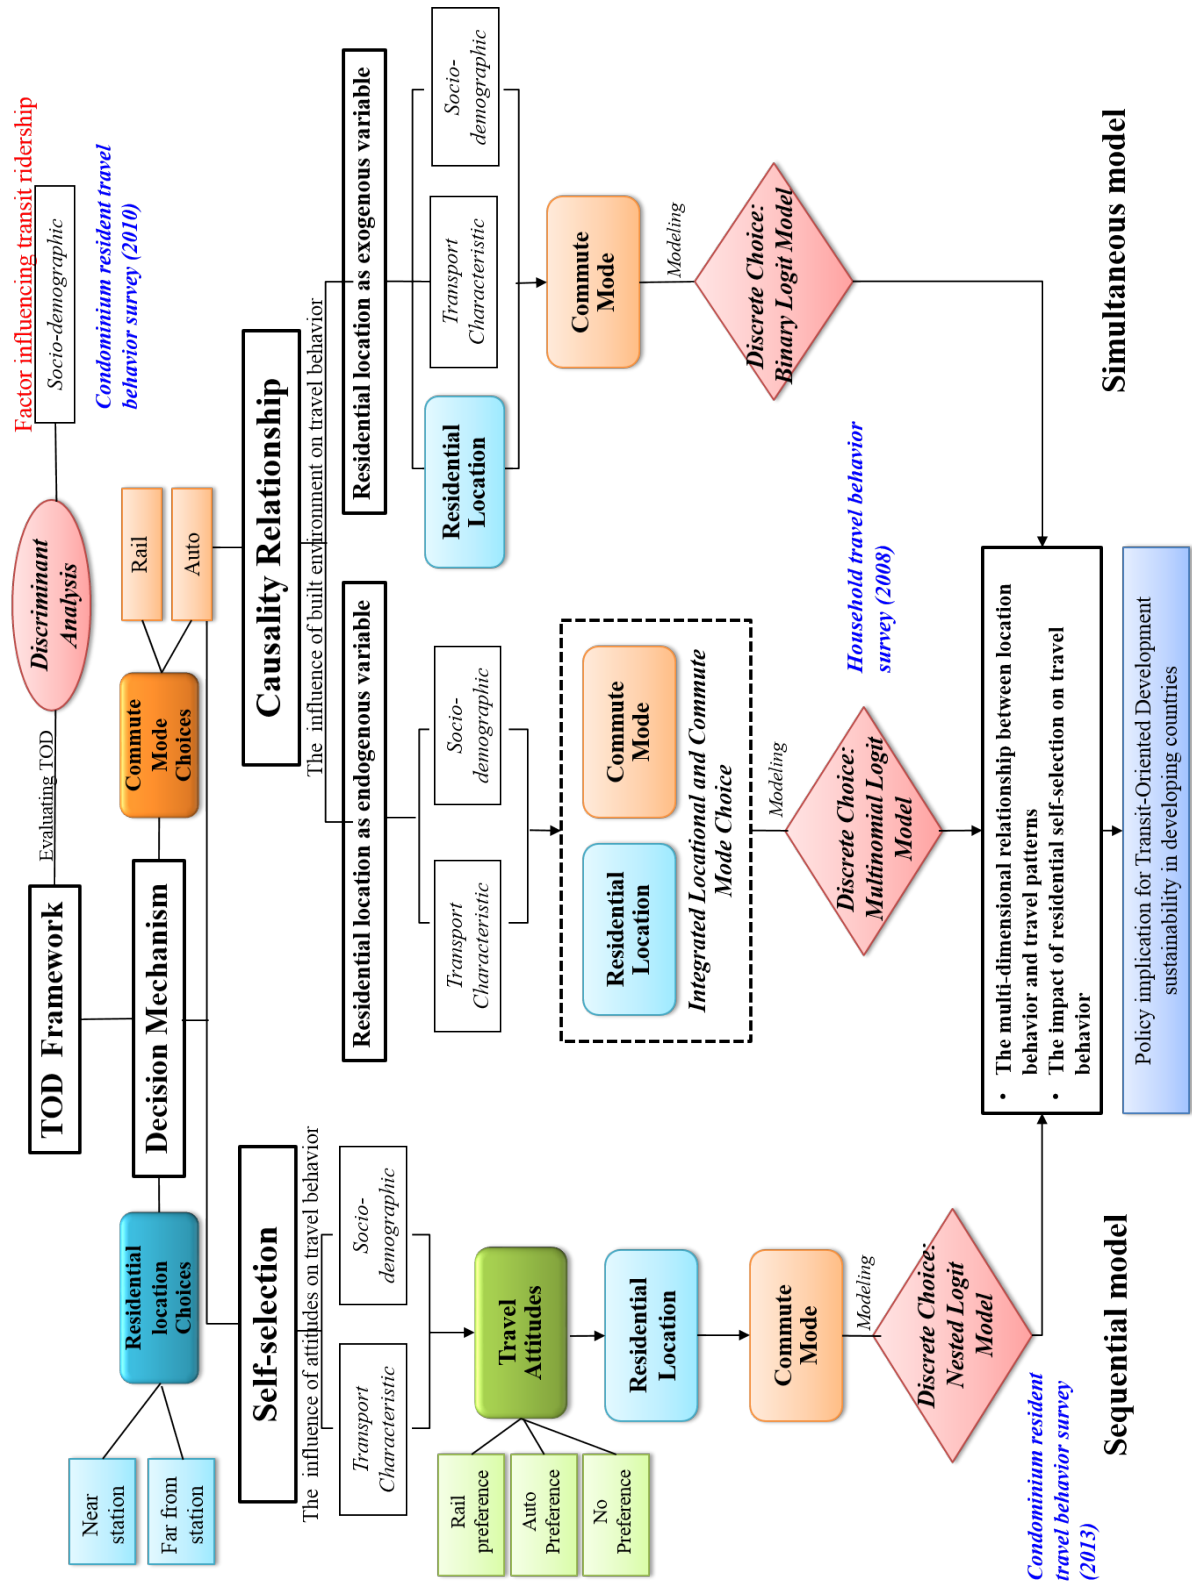 Factor influencing transit ridership
TOD Framework
Evaluating TOD
Discriminant
Analysis
Socio-demographic
Condominium resident travel
behavior survey (2010)
Near
station
Far from
station
Residential
location
Choices
Decision Mechanism
Commute
Mode
Choices
Rail
Auto
Self-selection
The influence of attitudes on travel behavior
Transport
Characteristic
Socio-
demographic
Rail
preference
Auto
Preference
No
Preference
Travel
Attitudes
Residential
Location
Commute
Mode
Modeling
Discrete Choice:
Nested Logit
Model
Condominium resident
travel behavior survey
(2013)
Sequential model
Causality Relationship
The influence of built environment on travel behavior
Residential location as endogenous variable
Transport
Characteristic
Socio-
demographic
Residential
Location
Commute
Mode
Integrated Locational and Commute
Mode Choice
Modeling
Discrete Choice:
Multinomial Logit
Model
Household travel behavior
survey (2008)
Residential location as exogenous variable
Residential
Location
Transport
Characteristic
Socio-
demographic
Commute
Mode
Modeling
Discrete Choice:
Binary Logit Model
Simultaneous model
• The multi-dimensional relationship between location
behavior and travel patterns
• The impact of residential self-selection on travel
behavior
Policy implication for Transit-Oriented Development
sustainability in developing countries